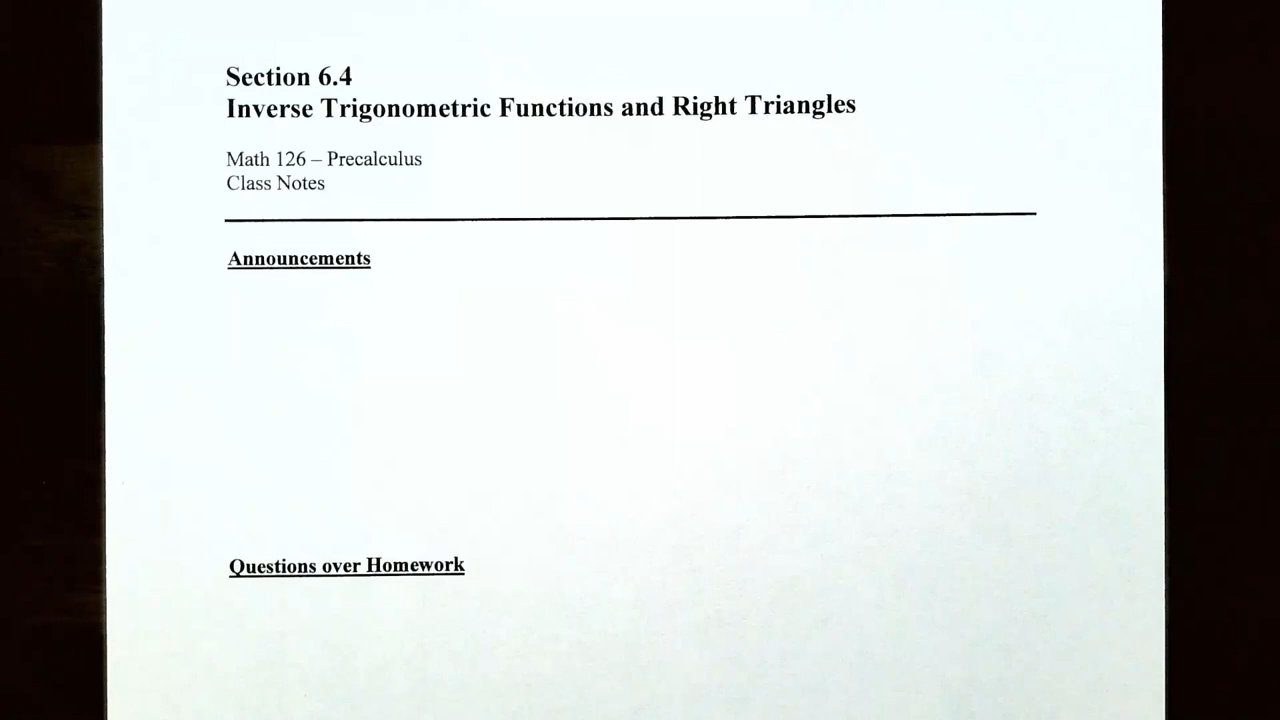 Section 6.4
Inverse Trigonometric Functions and Right Triangles
Math 126 – Precalculus
Class Notes
Announcements
Questions over Homework